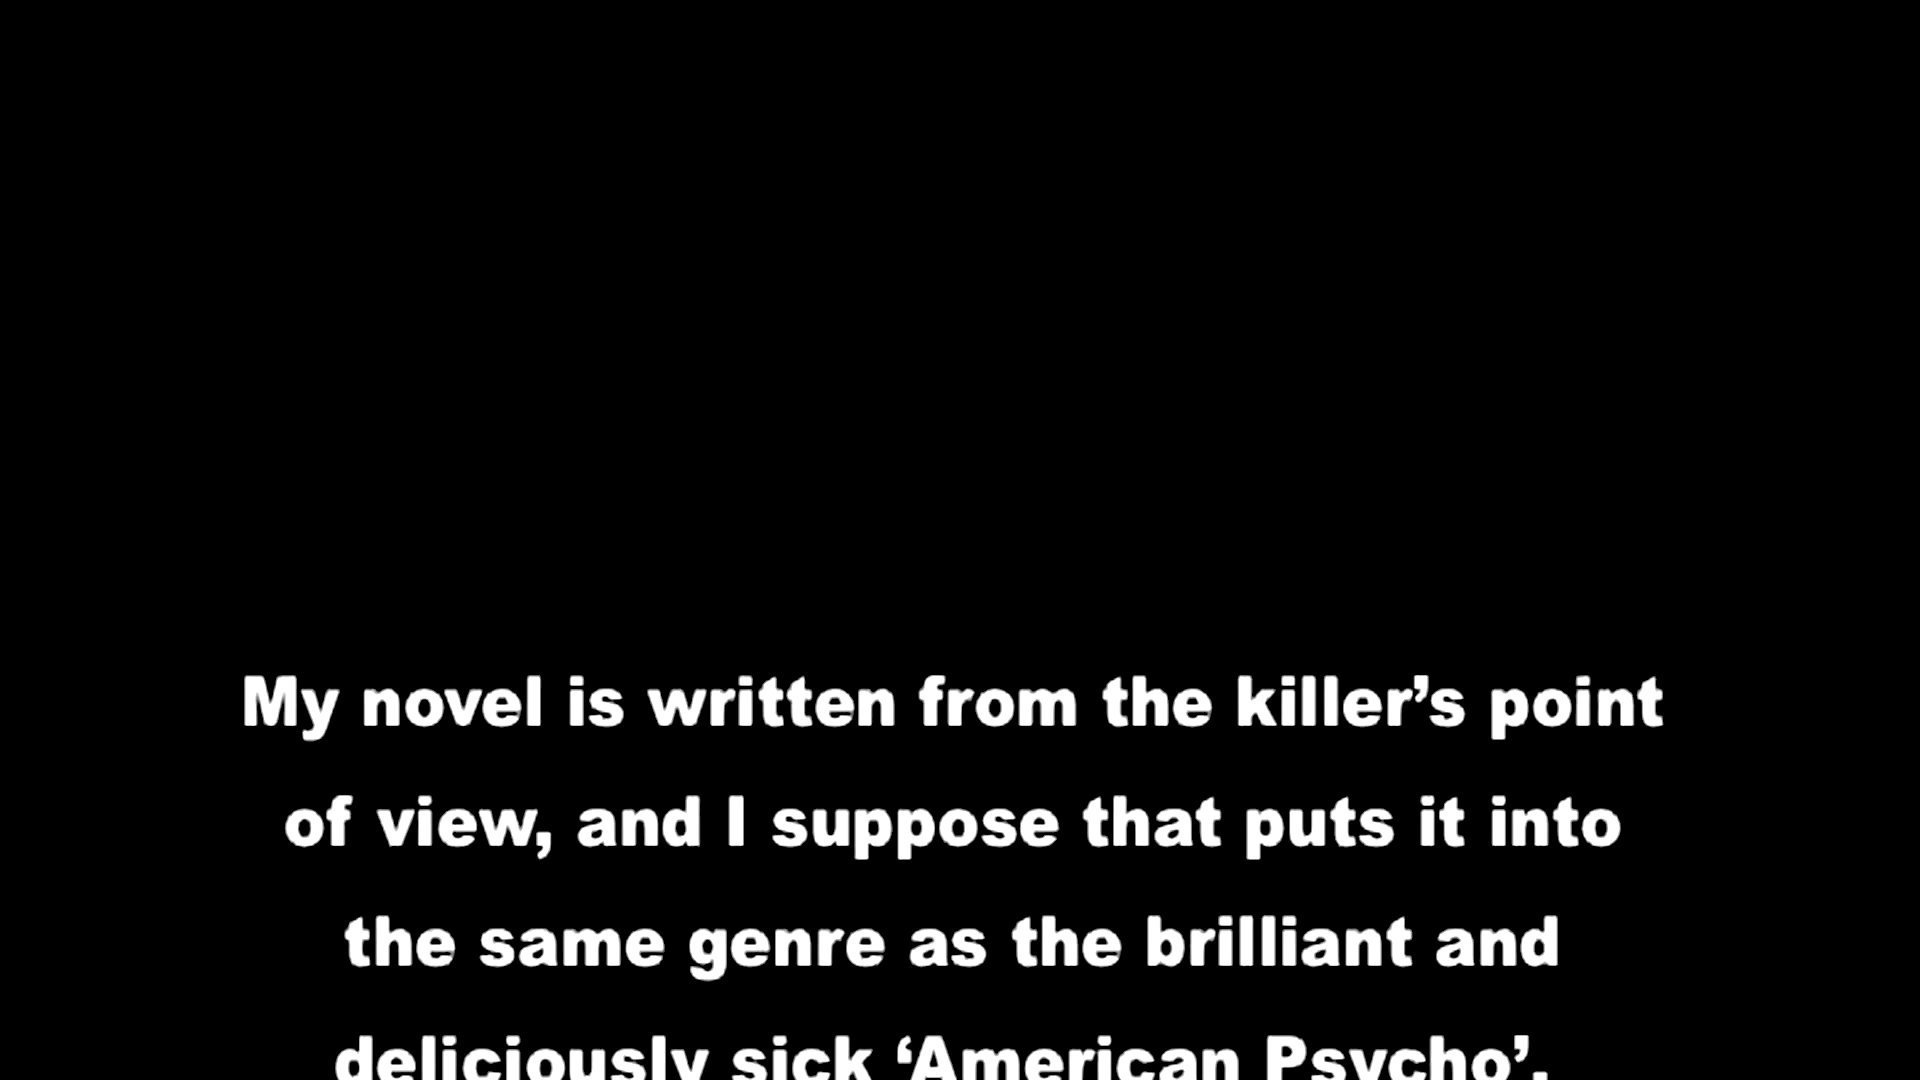 My novel is written from the killer’s point
of view, and I suppose that puts it into
the same genre as the brilliant and
deliciously sick ‘American Psycho’.